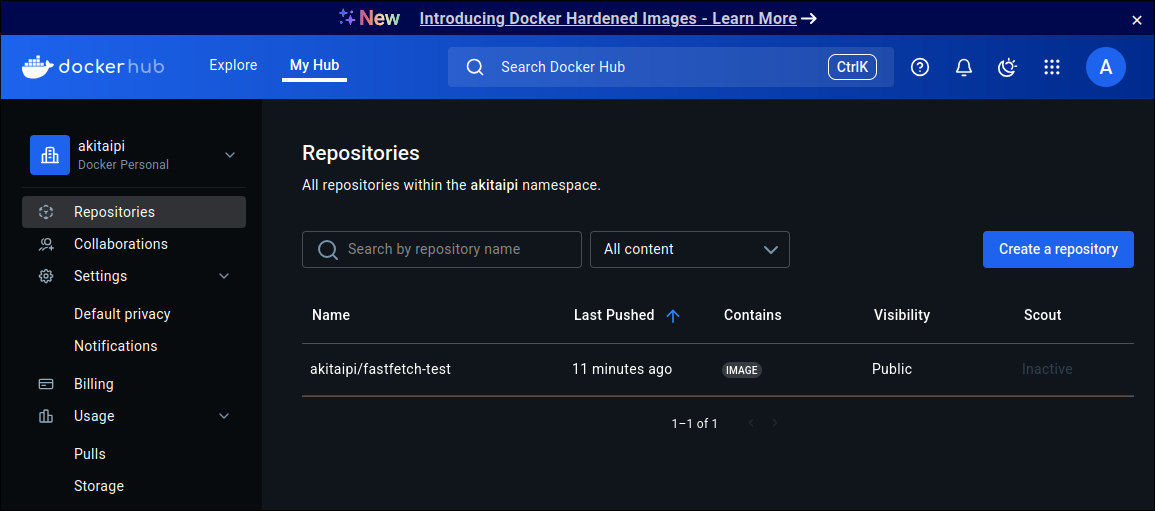 New Introducing Docker Hardened Images - Learn More
dockerhub Explore My Hub Search Docker Hub CtrlK A
akitaipi
Docker Personal
Repositories
Collaborations
Settings
Default privacy
Notifications
Billing
Usage
Pulls
Storage
Repositories
All repositories within the akitaipi namespace.
Search by repository name All content Create a repository
Name Last Pushed Contains Visibility Scout
akitaipi/fastfetch-test 11 minutes ago IMAGE Public Inactive
1–1 of 1